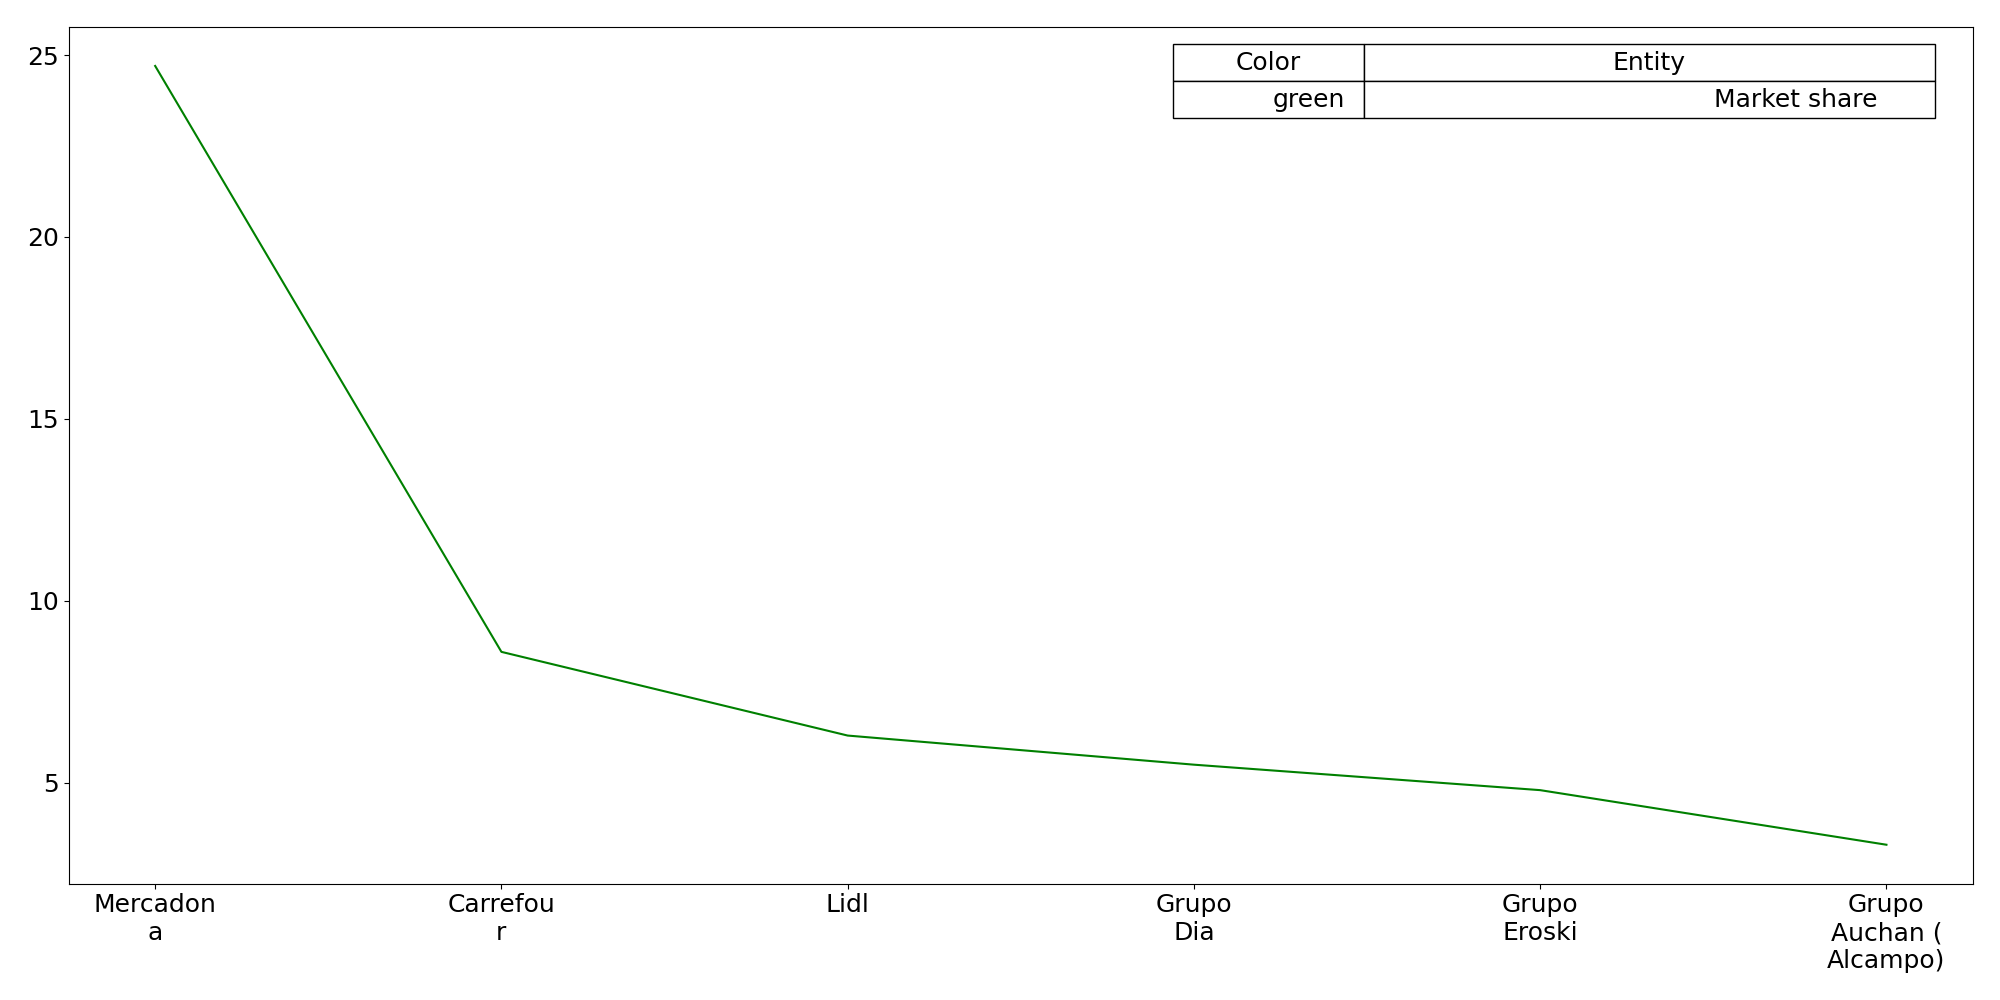 Color Entity
green Market share
25
20
15
10
5
Mercadon
a
Carrefou
r
Lidl
Grupo
Dia
Grupo
Eroski
Grupo
Auchan (
Alcampo)